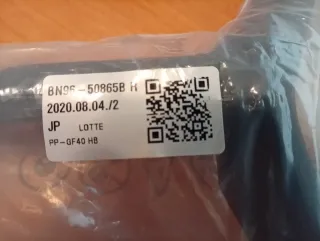 BN96-50865B H
2020.08.04./2
JP LOTTE
PP-GF40 HB